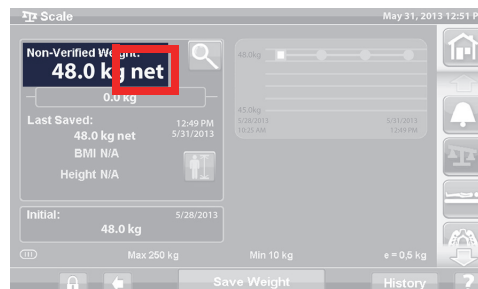 Scale
May 31, 2013 12:51 P
Non-Verified Weight:
48.0 kg net
0.0 kg
Last Saved:
12:49 PM
48.0 kg net
5/31/2013
BMI N/A
Height N/A
Initial:
5/28/2013
48.0 kg
48.0kg
45.0kg
5/28/2013
10:25 AM
5/31/2013
12:49 PM
Max 250 kg
Min 10 kg
e = 0,5 kg
Save Weight
History
?